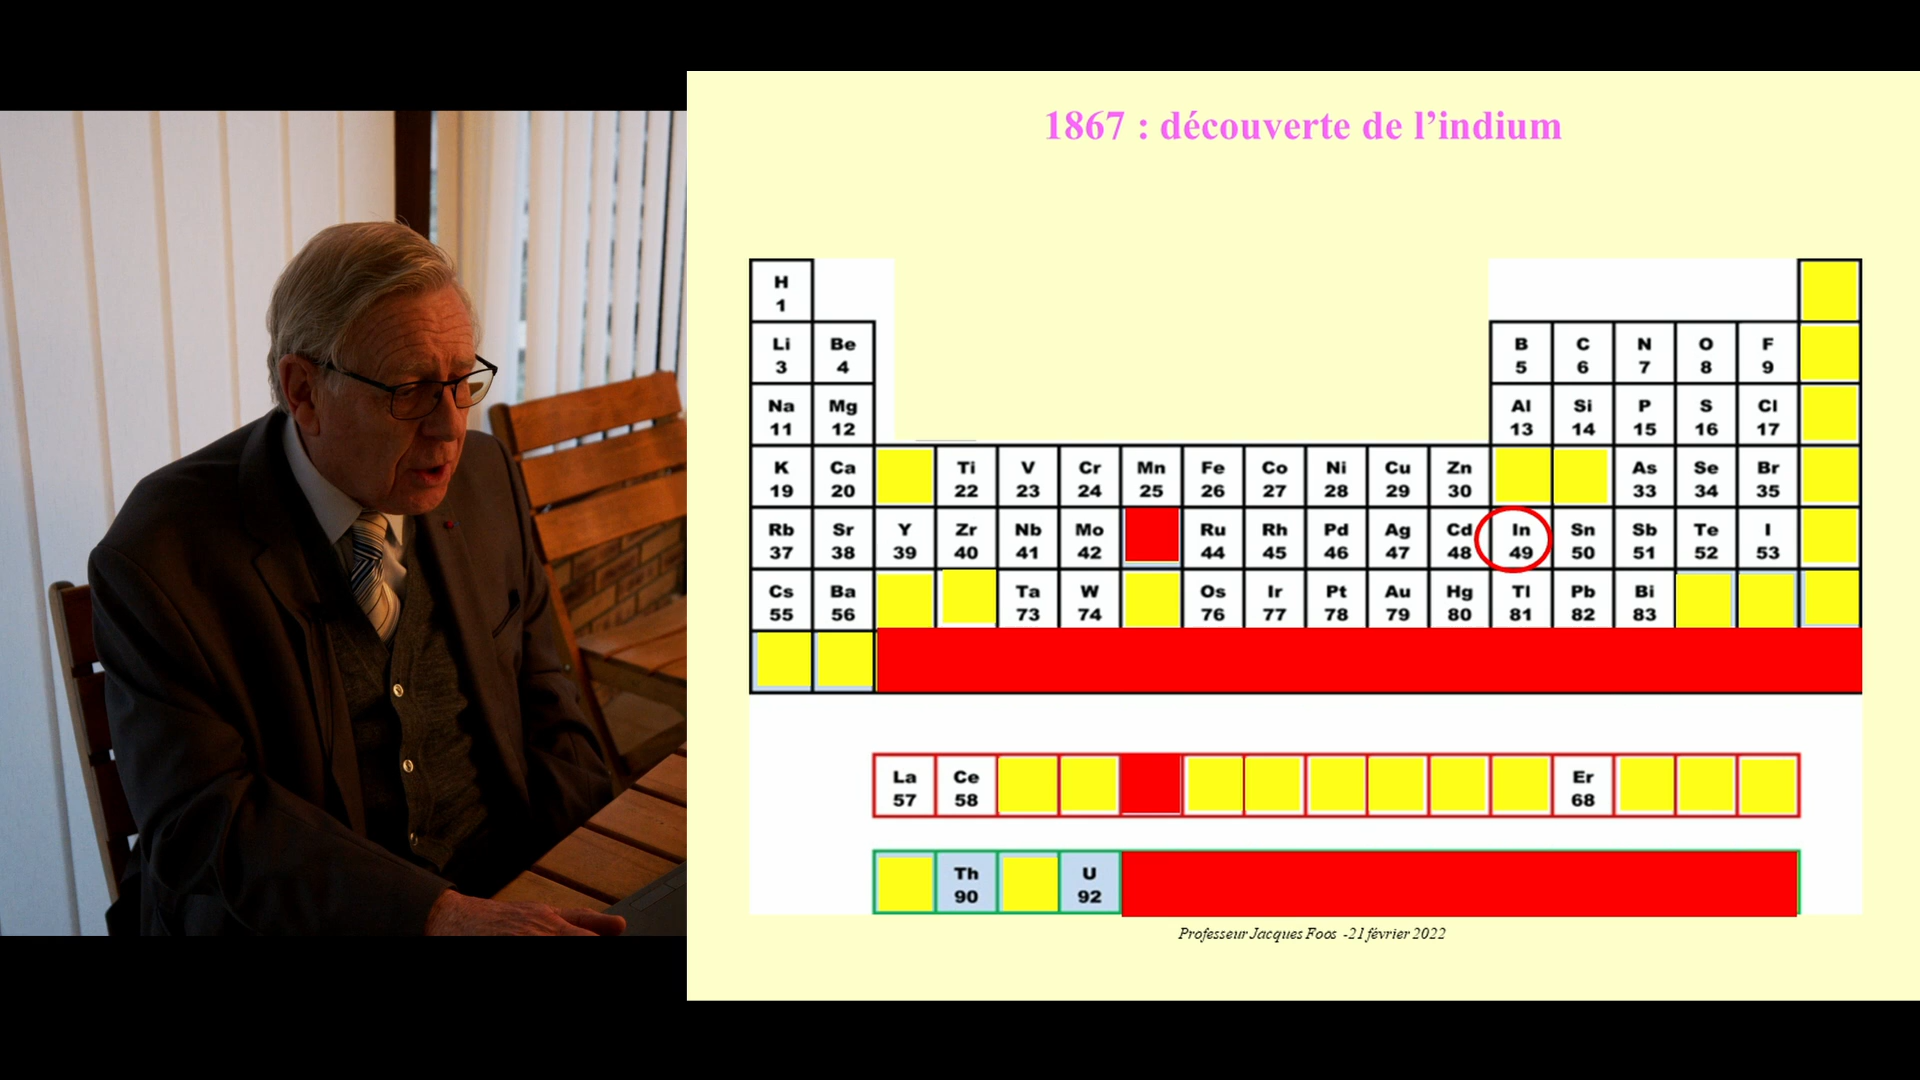 1867 : découverte de l’indium
H
1
Li Be B C N O F
3 4 5 6 7 8 9
Na Mg Al Si P S Cl
11 12 13 14 15 16 17
K Ca Ti V Cr Mn Fe Co Ni Cu Zn As Se Br
19 20 22 23 24 25 26 27 28 29 30 33 34 35
Rb Sr Y Zr Nb Mo Ru Rh Pd Ag Cd In Sn Sb Te I
37 38 39 40 41 42 44 45 46 47 48 49 50 51 52 53
Cs Ba Ta W Os Ir Pt Au Hg Tl Pb Bi
55 56 73 74 76 77 78 79 80 81 82 83
La Ce Er
57 58 68
Th U
90 92
Professeur Jacques Foos -21 février 2022